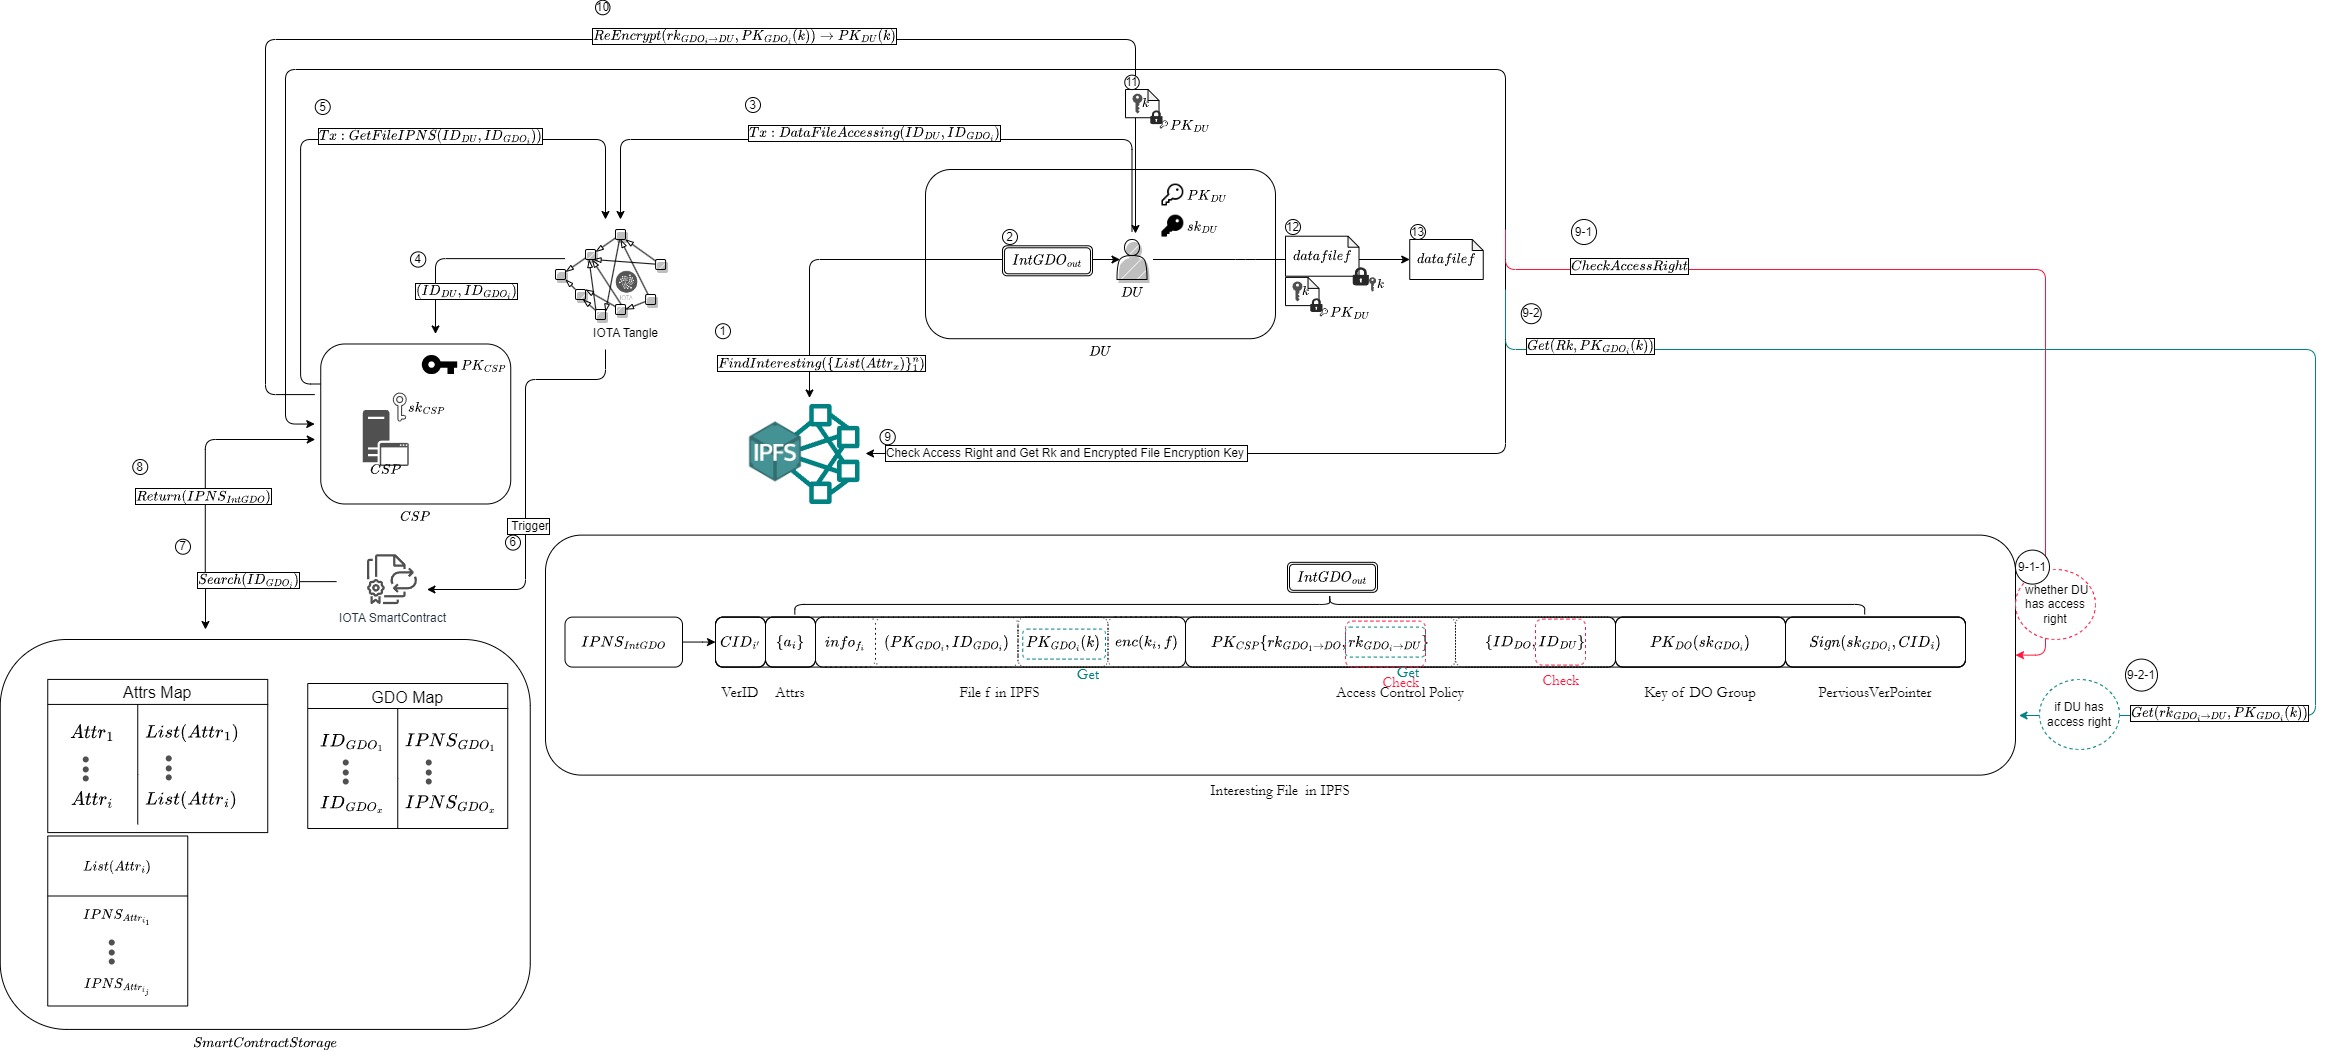 10
ReEncrypt(rk_{GDO_i→DU}, PK_{GDO_i}(k)) → PK_{DU}(k)
11
k
PK_{DU}
5
Tx : GetFileIPNS(ID_{DU}, ID_{GDO_i}))
3
Tx : DataFileAccessing(ID_{DU}, ID_{GDO_i})
PK_{DU}
sk_{DU}
2
IntGDO_{out}
DU
DU
12
datafilef
k
k
PK_{DU}
13
datafilef
9-1
CheckAccessRight
9-2
Get(Rk, PK_{GDO_i}(k))
4
(ID_{DU}, ID_{GDO_i})
IOTA
IOTA Tangle
1
FindInteresting({List(Attr_x)}_1^n)
PK_{CSP}
sk_{CSP}
CSP
CSP
IPFS
9
Check Access Right and Get Rk and Encrypted File Encryption Key
8
Return(IPNS_{IntGDO})
7
Search(ID_{GDO_i})
Trigger
6
IOTA SmartContract
IntGDO_{out}
9-1-1
whether DU
has access
right
IPNS_{IntGDO}
CID_{i'}
{a_i}
info_{f_i}
(PK_{GDO_i}, ID_{GDO_i})
PK_{GDO_i}(k)
enc(k_i, f)
PK_{CSP}{rk_{GDO_1→DO}, rk_{GDO_i→DU}}
{ID_{DO}, ID_{DU}}
PK_{DO}(sk_{GDO_i})
Sign(sk_{GDO_i}, CID_i)
Get
Get
Check
Check
VerID
Attrs
File f in IPFS
Access Control Policy
Key of DO Group
PerviousVerPointer
9-2-1
if DU has
access right
Get(rk_{GDO_i→DU}, PK_{GDO_i}(k))
Interesting File in IPFS
Attrs Map
Attr_1
List(Attr_1)
Attr_i
List(Attr_i)
GDO Map
ID_{GDO_1}
IPNS_{GDO_1}
ID_{GDO_x}
IPNS_{GDO_x}
List(Attr_i)
IPNS_{Attr_{i_1}}
IPNS_{Attr_{i_j}}
SmartContractStorage